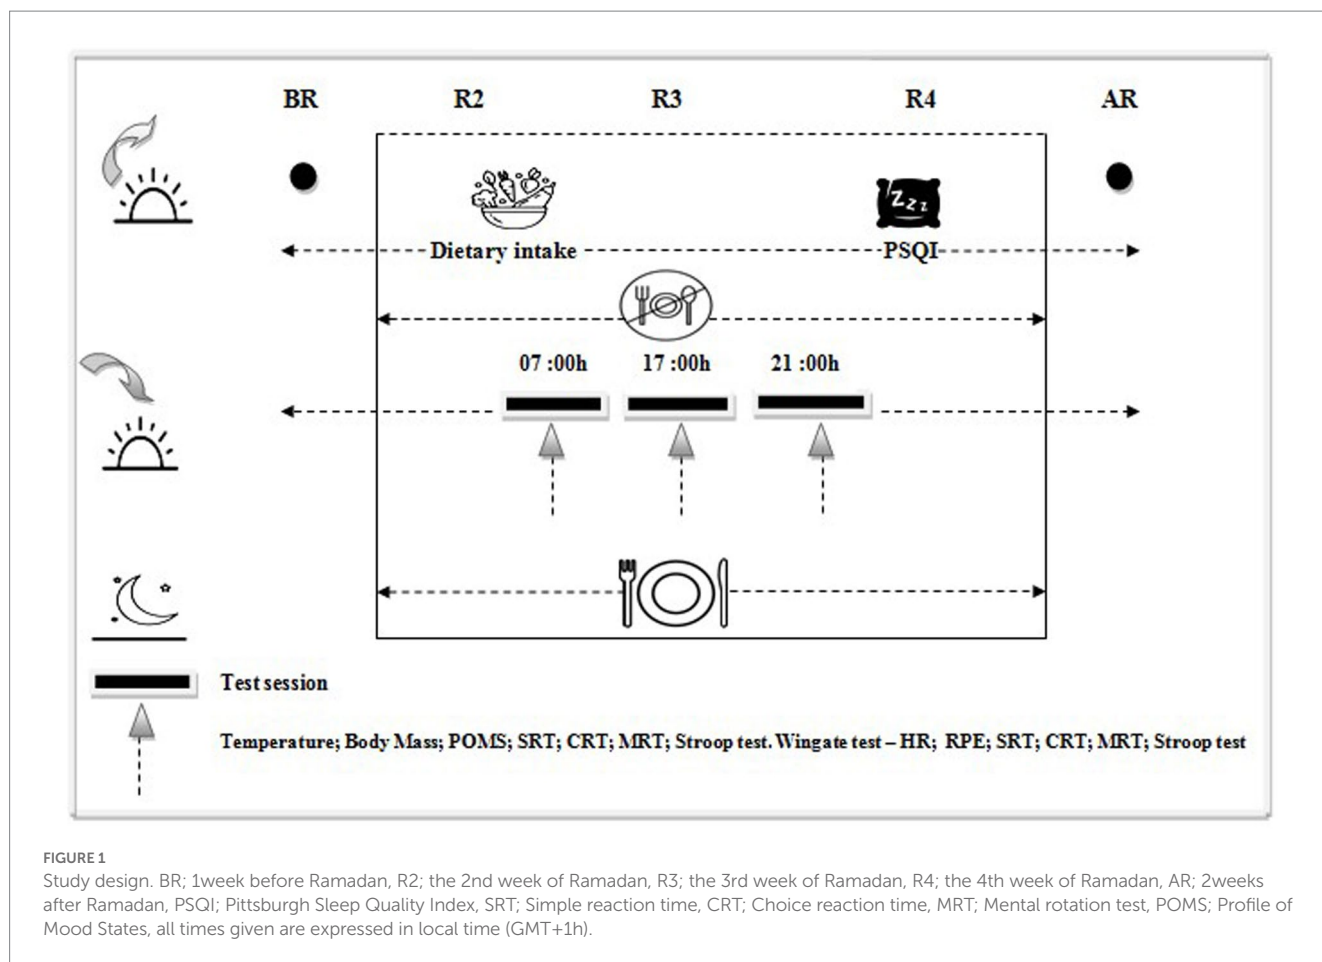 BR R2 R3 R4 AR
Zzz
Dietary intake PSQI
07 :00h 17 :00h 21 :00h
Test session
Temperature; Body Mass; POMS; SRT; CRT; MRT; Stroop test. Wingate test – HR; RPE; SRT; CRT; MRT; Stroop test
FIGURE 1
Study design. BR; 1week before Ramadan, R2; the 2nd week of Ramadan, R3; the 3rd week of Ramadan, R4; the 4th week of Ramadan, AR; 2weeks
after Ramadan, PSQI; Pittsburgh Sleep Quality Index, SRT; Simple reaction time, CRT; Choice reaction time, MRT; Mental rotation test, POMS; Profile of
Mood States, all times given are expressed in local time (GMT+1h).